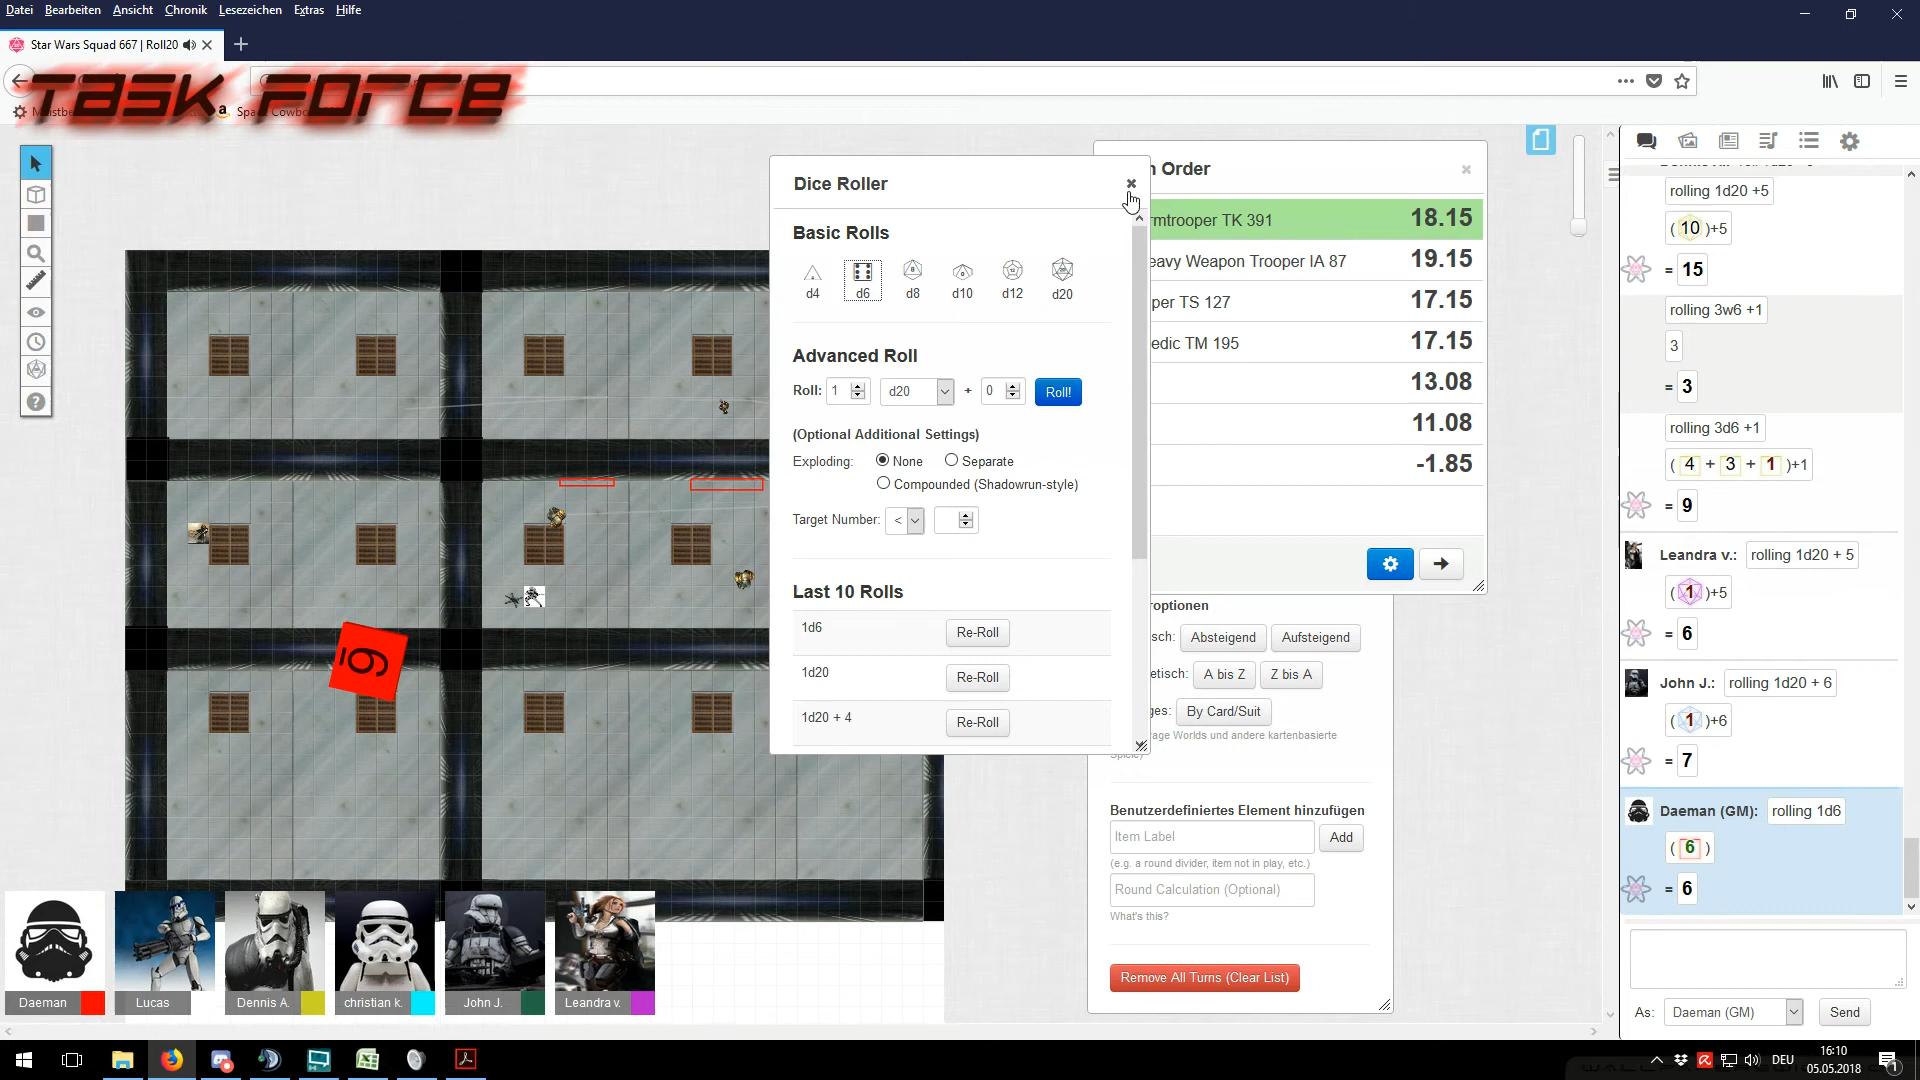 Datei Bearbeiten Ansicht Chronik Lesezeichen Extras Hilfe
Star Wars Squad 667 | Roll20
TASK FORCE
Dice Roller
Basic Rolls
d4 d6 d8 d10 d12 d20
Advanced Roll
Roll: 1 d20 + 0 Roll!
(Optional Additional Settings)
Exploding: None Separate
Compounded (Shadowrun-style)
Target Number: <
Last 10 Rolls
1d6 Re-Roll
1d20 Re-Roll
1d20 + 4 Re-Roll
n Order
rmtrooper TK 391 18.15
eavy Weapon Trooper IA 87 19.15
per TS 127 17.15
edic TM 195 17.15
13.08
11.08
-1.85
roptionen
sch: Absteigend Aufsteigend
etisch: A bis Z Z bis A
ges: By Card/Suit
age Worlds und andere kartenbasierte
Spiele)
Benutzerdefiniertes Element hinzufügen
Item Label Add
(e.g. a round divider, item not in play, etc.)
Round Calculation (Optional)
What's this?
Remove All Turns (Clear List)
rolling 1d20 +5
(10)+5
= 15
rolling 3w6 +1
3
= 3
rolling 3d6 +1
(4 + 3 + 1)+1
= 9
Leandra v.: rolling 1d20 + 5
(1)+5
= 6
John J.: rolling 1d20 + 6
(1)+6
= 7
Daeman (GM): rolling 1d6
(6)
= 6
As: Daeman (GM) Send
6
Daeman Lucas Dennis A. christian k. John J. Leandra v.
DEU
16:10
05.05.2018
1